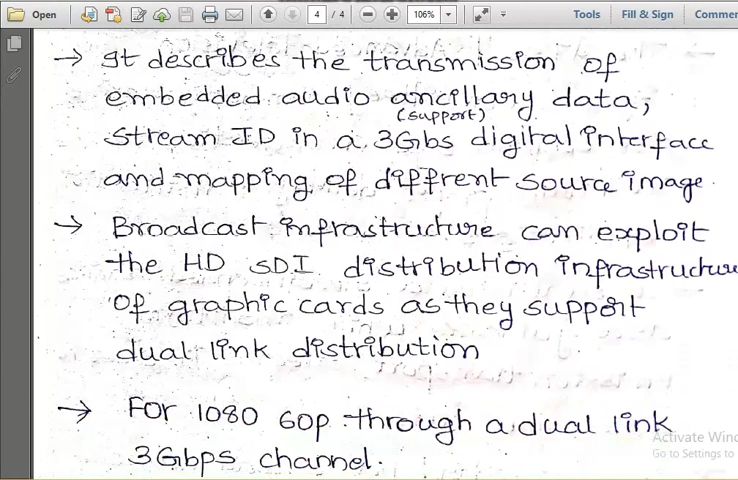 Open
4 / 4
106%
Tools
Fill & Sign
Commen
→ It describes the transmission of
embedded audio ancillary data,
(support)
stream ID in a 3Gbs digital interface
and mapping of diffrent source image.
→ Broadcast infrastructure can exploit
the HD SDI distribution infrastructure
of graphic cards as they support
dual link distribution
→ For 1080 60p through a dual link
3Gbps channel.
Activate Wind
Go to Settings to